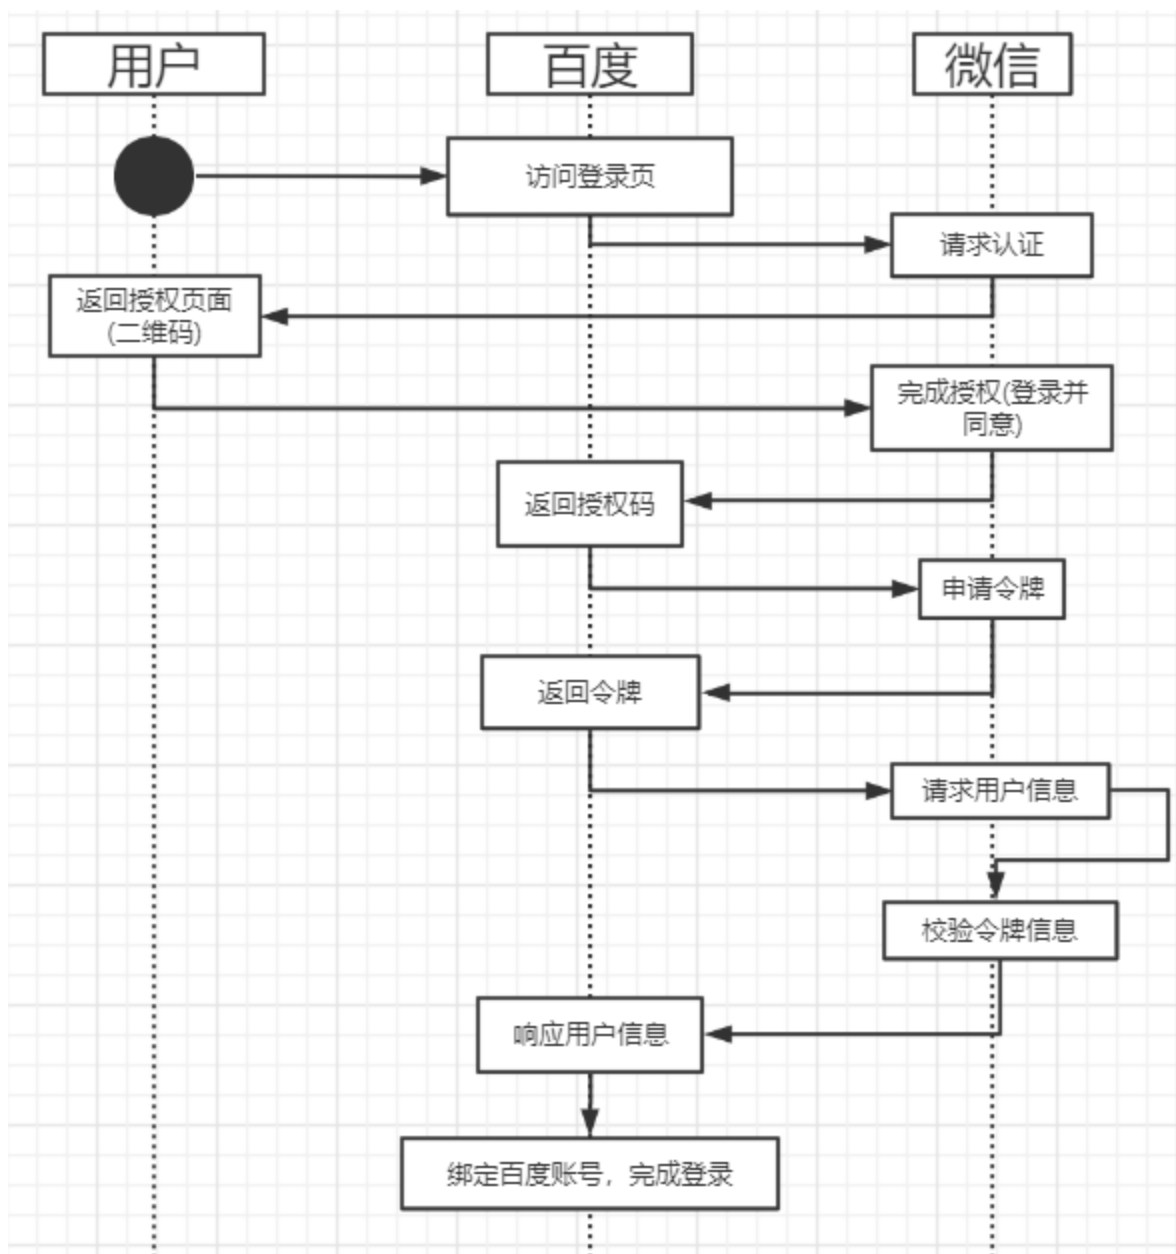 用户
百度
微信
访问登录页
请求认证
返回授权页面
(二维码)
完成授权(登录并
同意)
返回授权码
申请令牌
返回令牌
请求用户信息
校验令牌信息
响应用户信息
绑定百度账号，完成登录